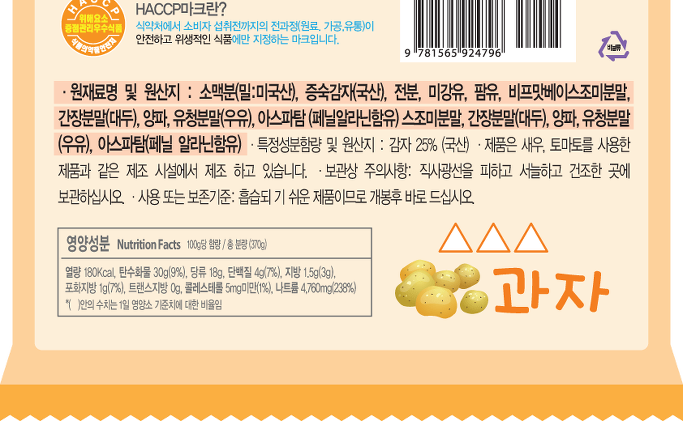 HACCP
위해요소
중점관리우수식품
식품의약품안전청
HACCP마크란?
식약처에서 소비자 섭취전까지의 전과정(원료, 가공,유통)이
안전하고 위생적인 식품에만 지정하는 마크입니다.
9 781565 924796
비닐류
· 원재료명 및 원산지 : 소맥분(밀:미국산), 증숙감자(국산), 전분, 미강유, 팜유, 비프맛베이스조미분말,
간장분말(대두), 양파, 유청분말(우유), 아스파탐 (페닐알라닌함유) 스조미분말, 간장분말(대두), 양파, 유청분말
(우유), 아스파탐(페닐 알라닌함유) · 특정성분함량 및 원산지 : 감자 25% (국산) · 제품은 새우, 토마토를 사용한
제품과 같은 제조 시설에서 제조 하고 있습니다. · 보관상 주의사항: 직사광선을 피하고 서늘하고 건조한 곳에
보관하십시오. · 사용 또는 보존기준: 흡습되 기 쉬운 제품이므로 개봉후 바로 드십시오.
영양성분 Nutrition Facts 100g당 함량 / 총 분량 (370g)
열량 180Kcal, 탄수화물 30g(9%), 당류 18g, 단백질 4g(7%), 지방 1,5g(3g),
포화지방 1g(7%), 트랜스지방 0g, 콜레스테롤 5mg미만(1%), 나트륨 4,760mg(238%)
*( )안의 수치는 1일 영양소 기준치에 대한 비율임
과자